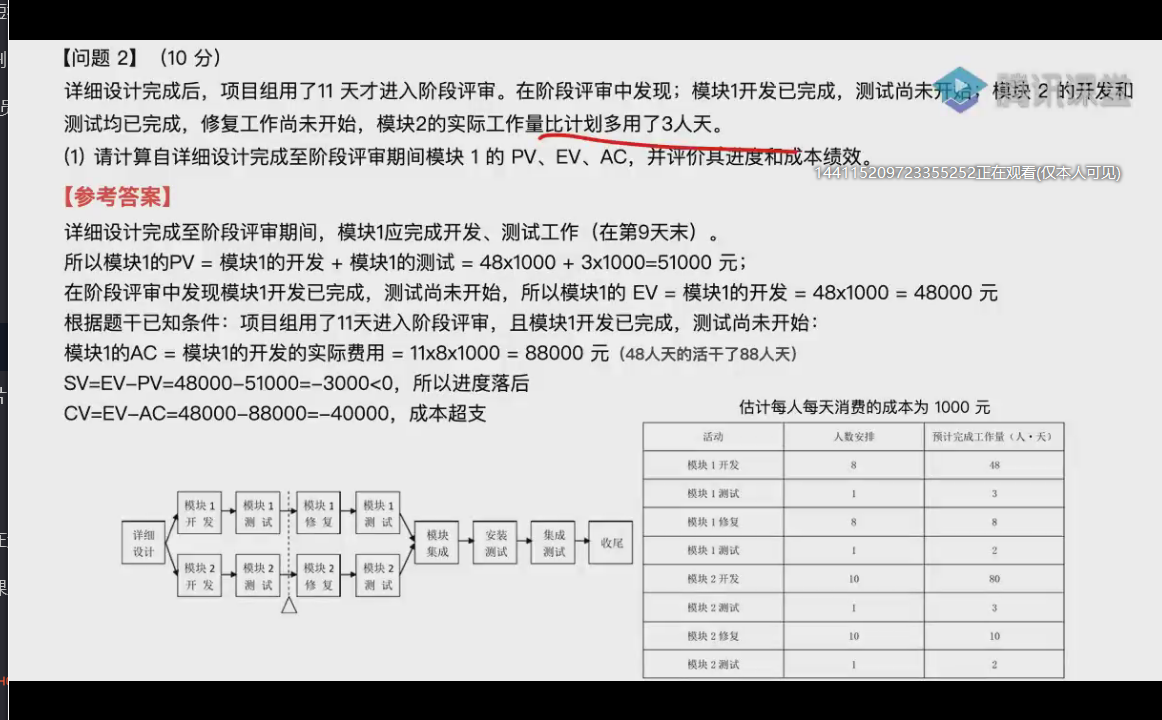 【问题 2】（10 分）
详细设计完成后，项目组用了11 天才进入阶段评审。在阶段评审中发现；模块1开发已完成，测试尚未开始；模块 2 的开发和
测试均已完成，修复工作尚未开始，模块2的实际工作量比计划多用了3人天。
(1) 请计算自详细设计完成至阶段评审期间模块 1 的 PV、EV、AC，并评价其进度和成本绩效。
腾讯课堂
144115209723355252正在观看(仅本人可见)
【参考答案】
详细设计完成至阶段评审期间，模块1应完成开发、测试工作（在第9天末）。
所以模块1的PV = 模块1的开发 + 模块1的测试 = 48x1000 + 3x1000=51000 元；
在阶段评审中发现模块1开发已完成，测试尚未开始，所以模块1的 EV = 模块1的开发 = 48x1000 = 48000 元
根据题干已知条件：项目组用了11天进入阶段评审，且模块1开发已完成，测试尚未开始：
模块1的AC = 模块1的开发的实际费用 = 11x8x1000 = 88000 元（48人天的活干了88人天）
SV=EV-PV=48000-51000=-3000<0，所以进度落后
CV=EV-AC=48000-88000=-40000，成本超支
估计每人每天消费的成本为 1000 元
活动 人数安排 预计完成工作量（人·天）
模块 1 开发 8 48
模块 1 测试 1 3
模块 1 修复 8 8
模块 1 测试 1 2
模块 2 开发 10 80
模块 2 测试 1 3
模块 2 修复 10 10
模块 2 测试 1 2
详细
设计
模块 1
开 发
模块 1
测 试
模块 1
修 复
模块 1
测 试
模块 2
开 发
模块 2
测 试
模块 2
修 复
模块 2
测 试
模块
集成
安装
测试
集成
测试
收尾